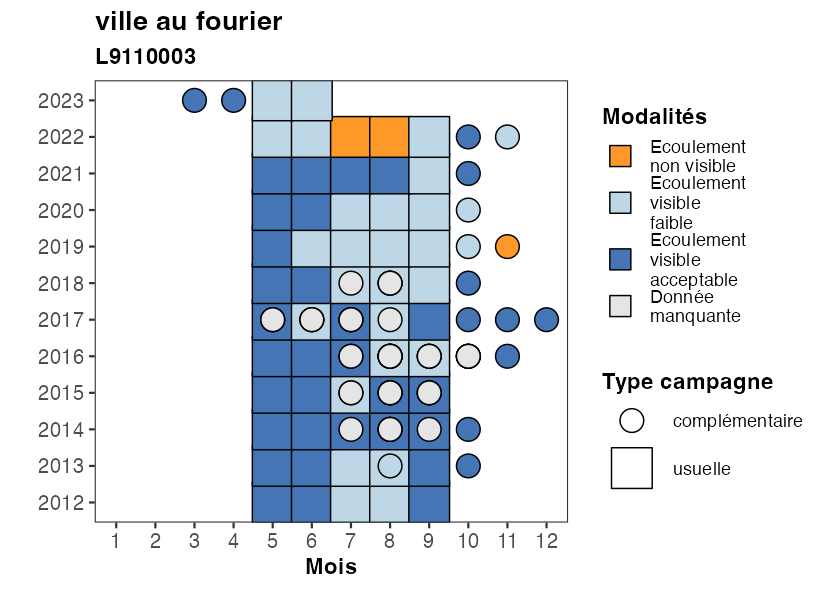 ville au fourier
L9110003
2023
2022
2021
2020
2019
2018
2017
2016
2015
2014
2013
2012
1 2 3 4 5 6 7 8 9 10 11 12
Mois
Modalités
Ecoulement
non visible
Ecoulement
visible
faible
Ecoulement
visible
acceptable
Donnée
manquante
Type campagne
complémentaire
usuelle